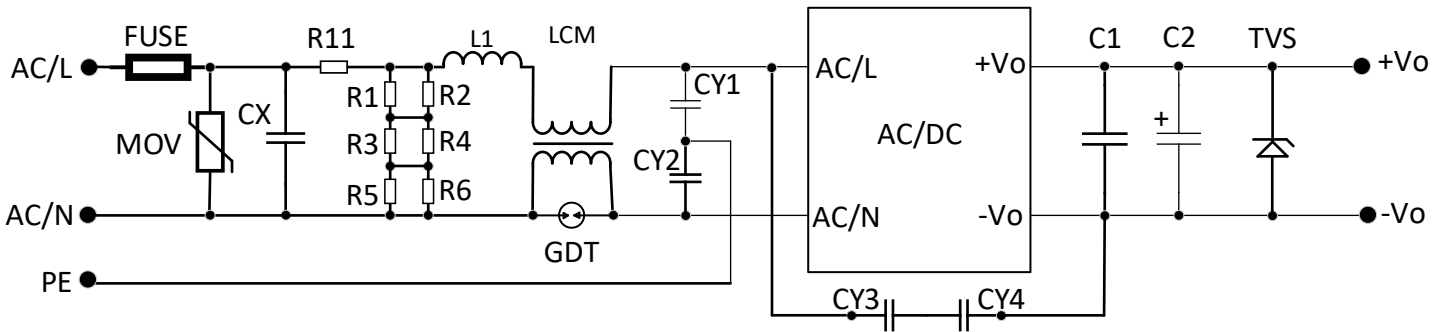 FUSE
R11
L1
LCM
C1
C2
TVS
AC/L
AC/L
+Vo
+Vo
R1
R2
CY1
CX
MOV
R3
R4
AC/DC
+
CY2
R5
R6
AC/N
AC/N
-Vo
-Vo
GDT
PE
CY3
CY4